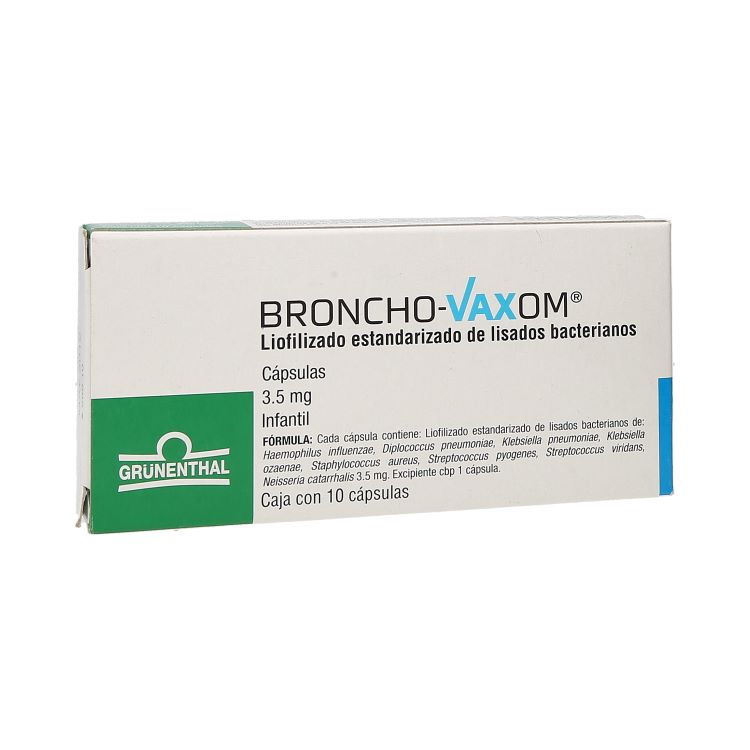 BRONCHO-VAXOM®
Liofilizado estandarizado de lisados bacterianos
Cápsulas
3.5 mg
Infantil
FÓRMULA: Cada cápsula contiene: Liofilizado estandarizado de lisados bacterianos de:
Haemophilus influenzae, Diplococcus pneumoniae, Klebsiella pneumoniae, Klebsiella
ozaenae, Staphylococcus aureus, Streptococcus pyogenes, Streptococcus viridans,
Neisseria catarrhalis 3.5 mg. Excipiente cbp 1 cápsula.
Caja con 10 cápsulas
GRÜNENTHAL